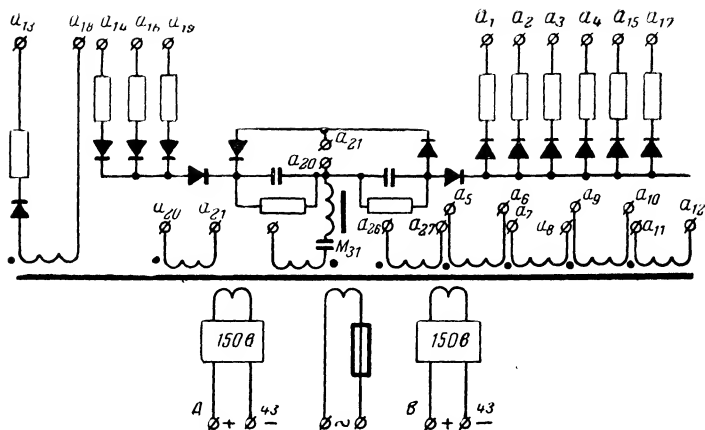 a₁₃ a₁₈ a₁₄ a₁₆ a₁₉ a₁ a₂ a₃ a₄ a₁₅ a₁₇
a₂₁
a₂₀
a₅ a₆ a₉ a₁₀
a₂₀ a₂₁ a₂₆ a₂₇ a₇ a₈ a₁₁ a₁₂
М₃₁
150в 150в
А + 43 − ~ В + 43 −